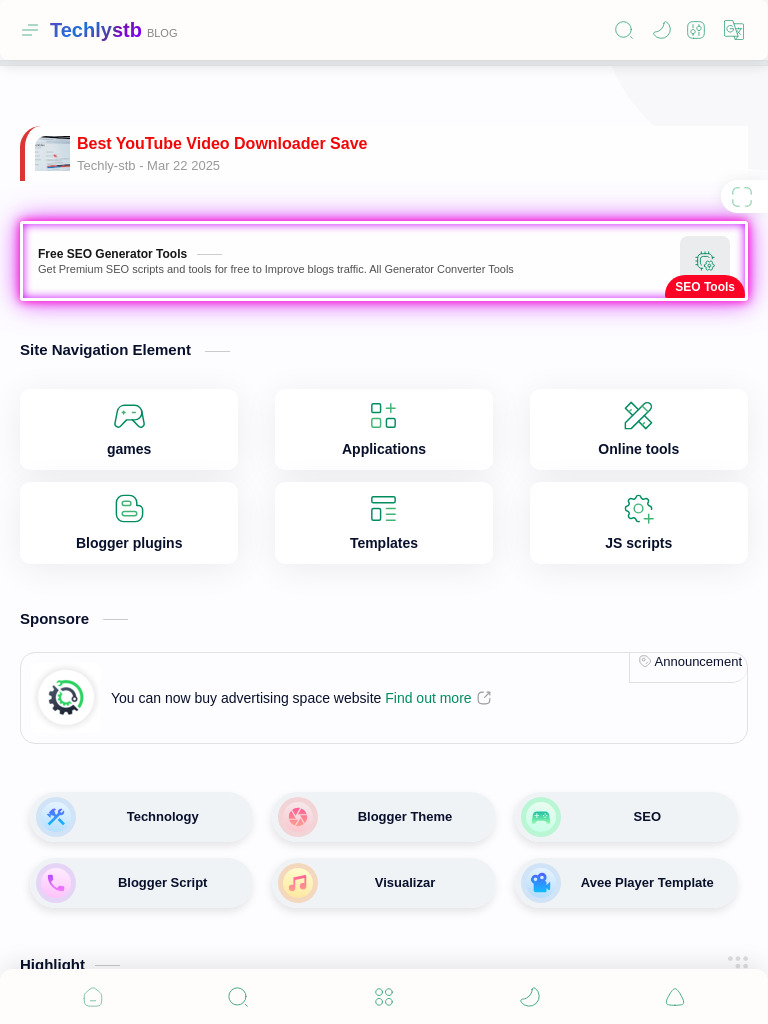 Techlystb BLOG
Best YouTube Video Downloader Save
Techly-stb - Mar 22 2025
Free SEO Generator Tools
Get Premium SEO scripts and tools for free to Improve blogs traffic. All Generator Converter Tools
SEO Tools
Site Navigation Element
games
Applications
Online tools
Blogger plugins
Templates
JS scripts
Sponsore
Announcement
You can now buy advertising space website Find out more
Technology
Blogger Theme
SEO
Blogger Script
Visualizar
Avee Player Template
Highlight